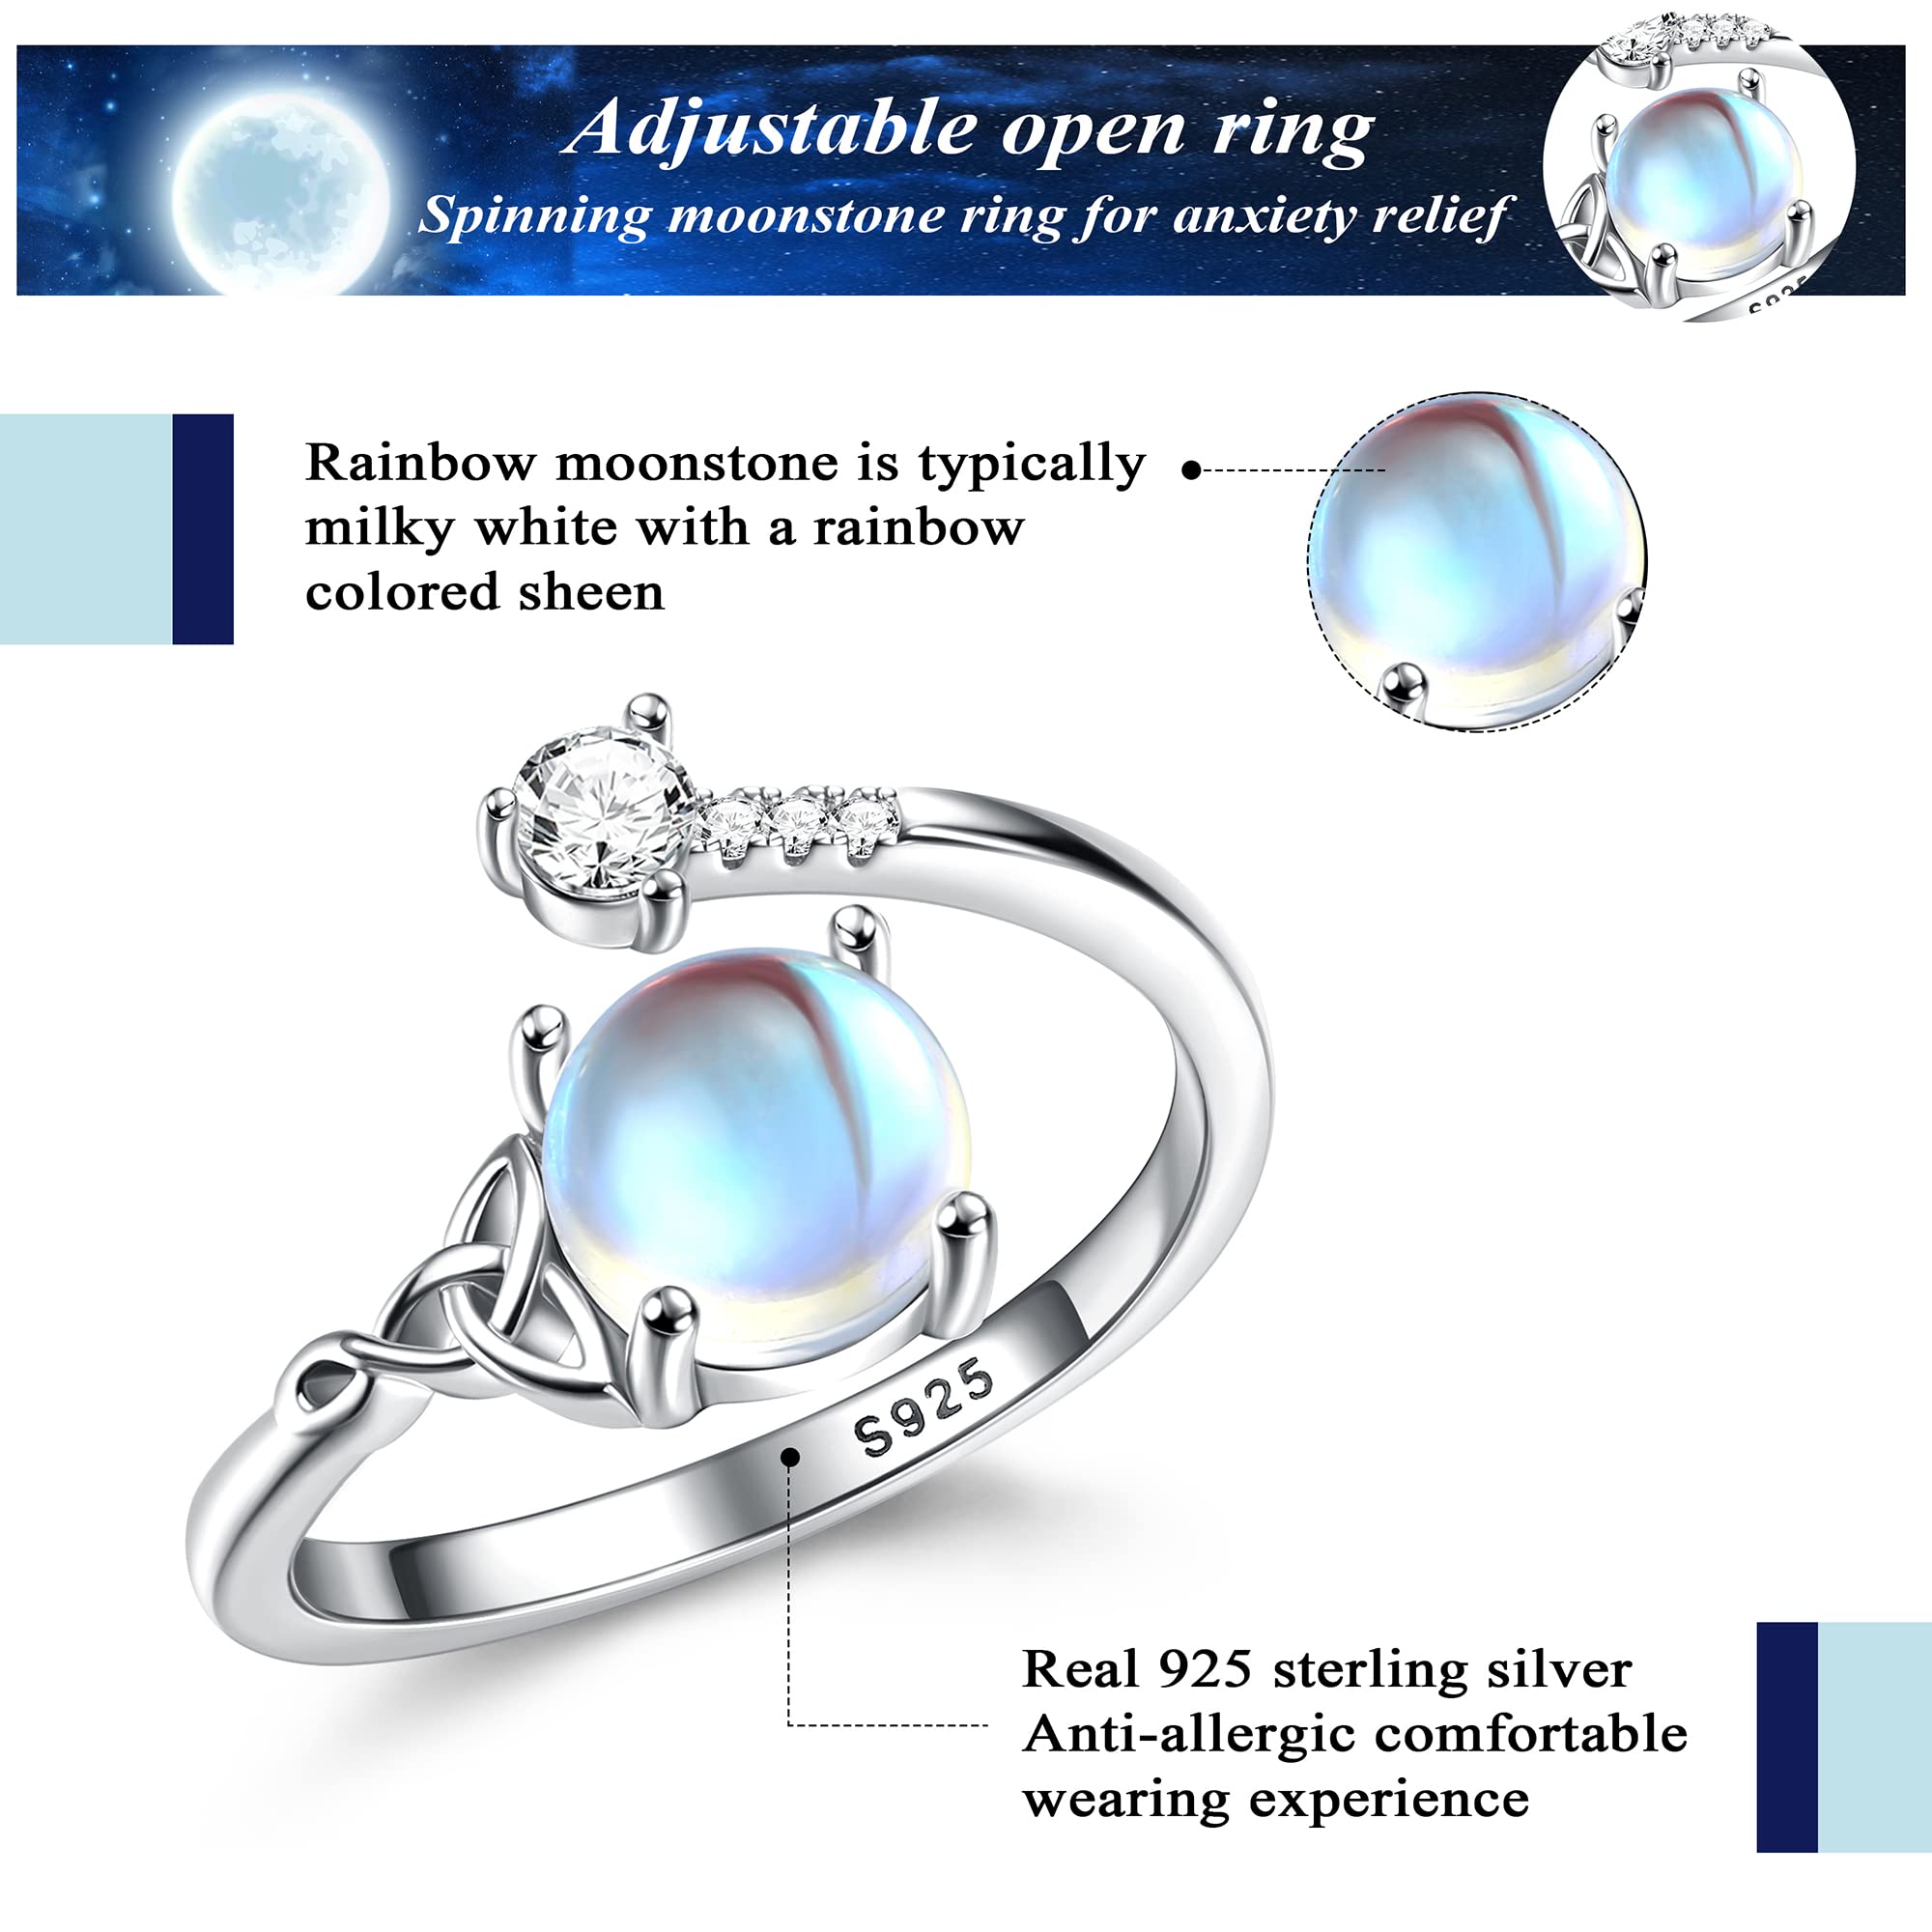 Adjustable open ring
Spinning moonstone ring for anxiety relief
S925
Rainbow moonstone is typically
milky white with a rainbow
colored sheen
S925
Real 925 sterling silver
Anti-allergic comfortable
wearing experience